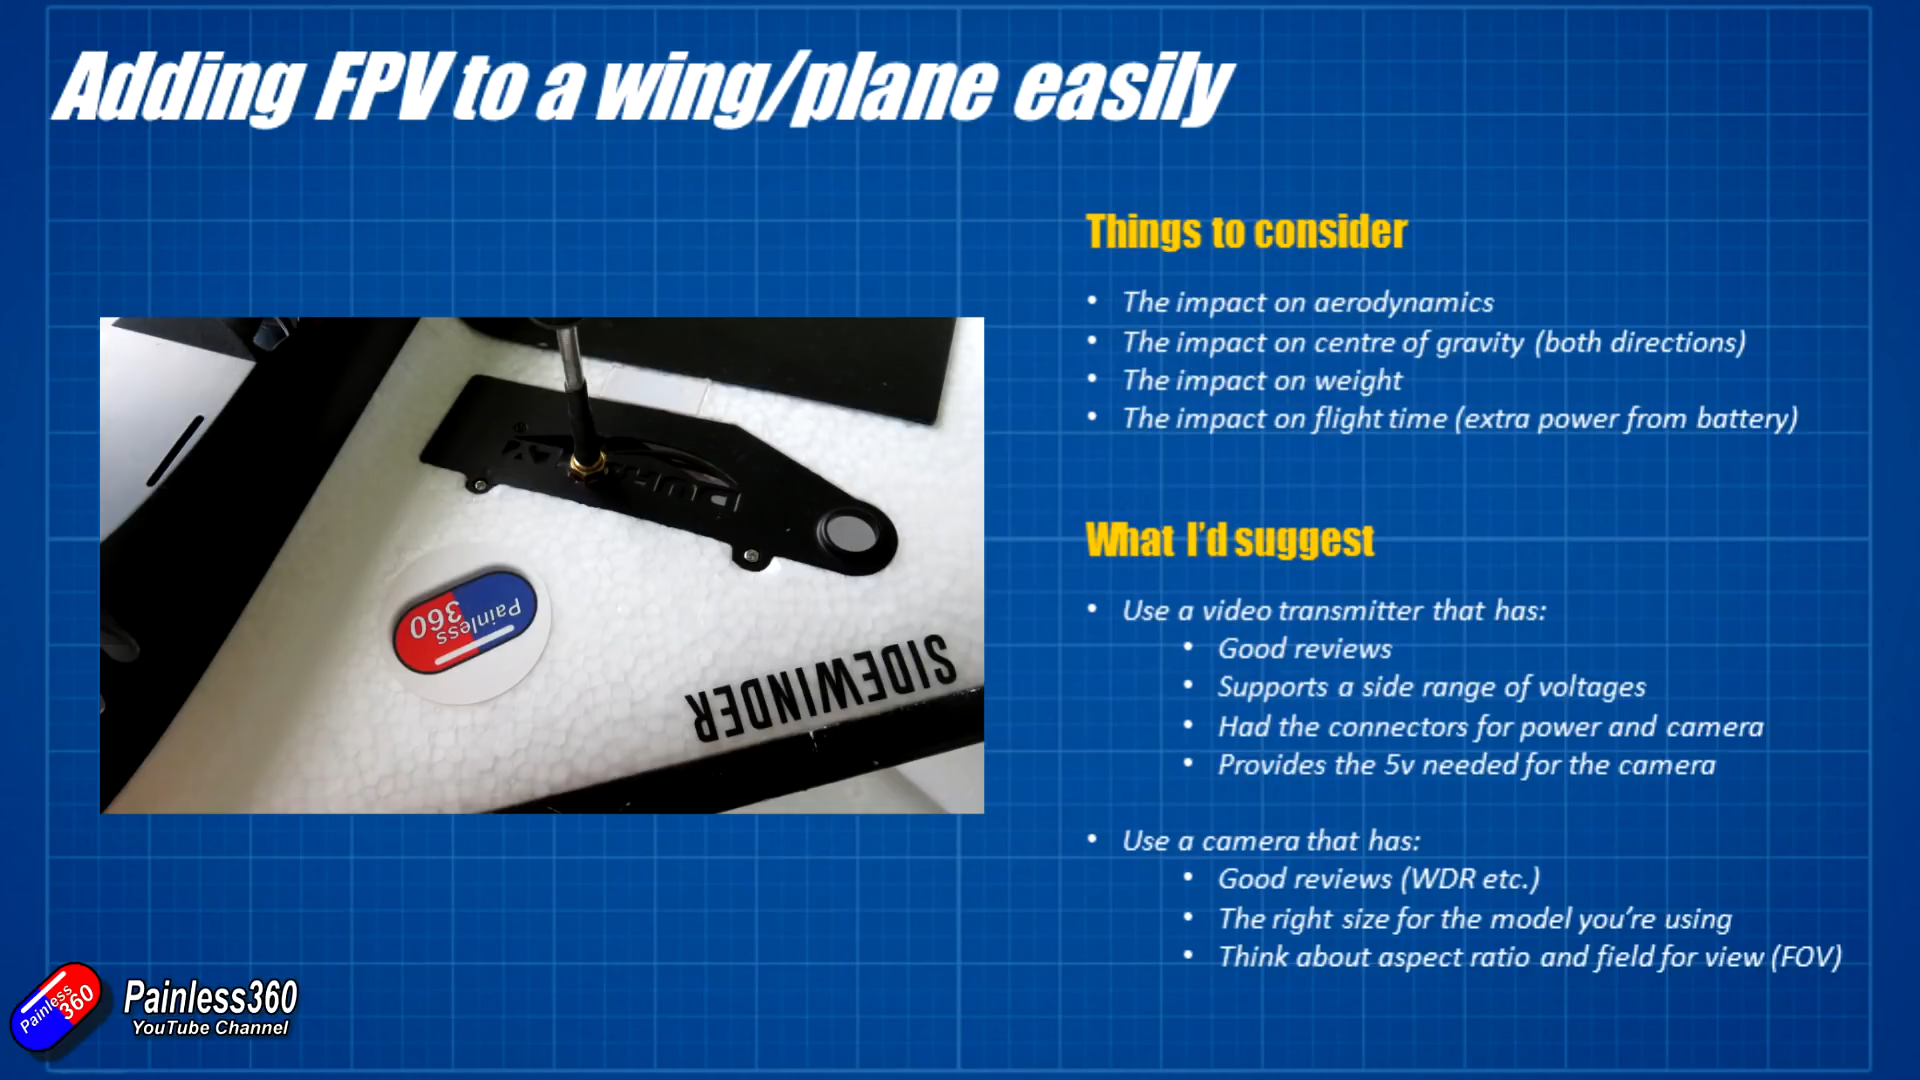 Adding FPV to a wing/plane easily
Things to consider
• The impact on aerodynamics
• The impact on centre of gravity (both directions)
• The impact on weight
• The impact on flight time (extra power from battery)
What I'd suggest
• Use a video transmitter that has:
• Good reviews
• Supports a side range of voltages
• Had the connectors for power and camera
• Provides the 5v needed for the camera
• Use a camera that has:
• Good reviews (WDR etc.)
• The right size for the model you're using
• Think about aspect ratio and field for view (FOV)
Painless
360
SIDEWINDER
Painless
360
Painless360
YouTube Channel